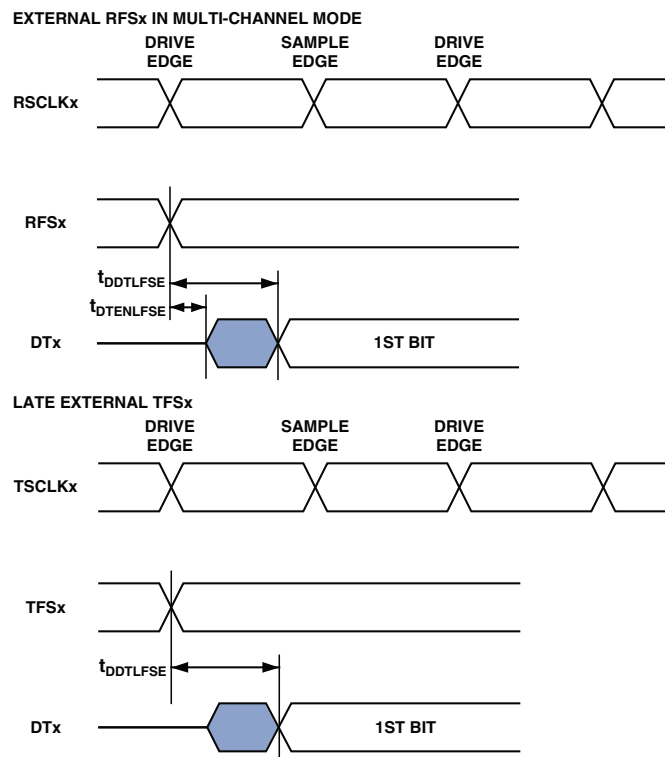 EXTERNAL RFSx IN MULTI-CHANNEL MODE
DRIVE EDGE
SAMPLE EDGE
DRIVE EDGE
RSCLKx
RFSx
tDDTLFSE
tDTENLFSE
DTx
1ST BIT
LATE EXTERNAL TFSx
DRIVE EDGE
SAMPLE EDGE
DRIVE EDGE
TSCLKx
TFSx
tDDTLFSE
DTx
1ST BIT